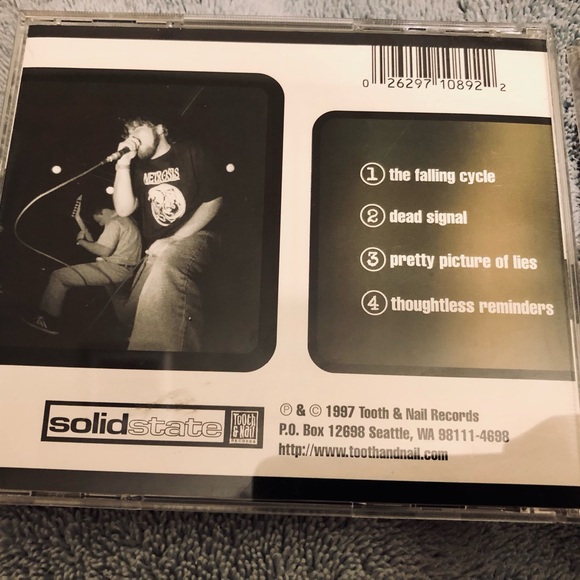 0 26297 10892 2
NEUROSIS
1 the falling cycle
2 dead signal
3 pretty picture of lies
4 thoughtless reminders
solidstate
Tooth
& Nail
RECORDS
℗ & © 1997 Tooth & Nail Records
P.O. Box 12698 Seattle, WA 98111-4698
http://www.toothandnail.com